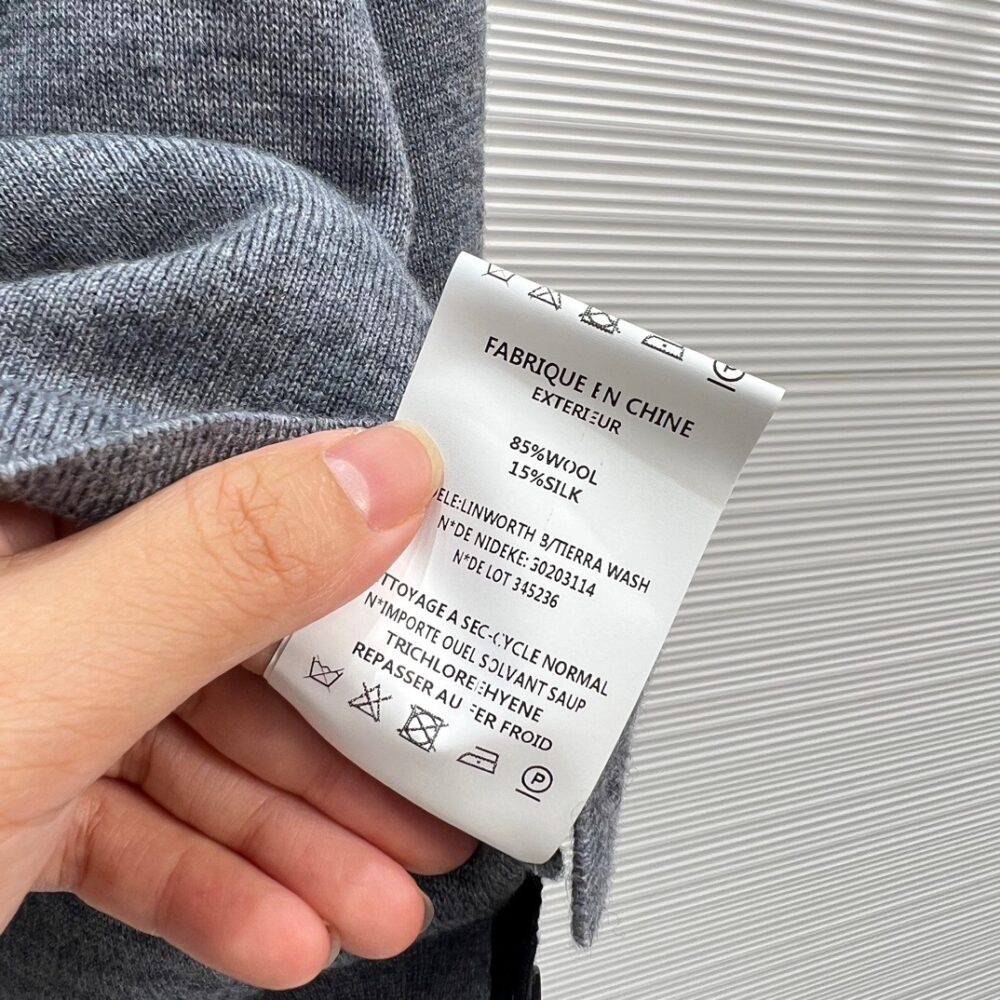 FABRIQUE EN CHINE
EXTERIEUR
85%WOOL
15%SILK
ELE:LINWORTH B/TIERRA WASH
N*DE NIDEKE: 30203114
N*DE LOT 345236
TTOYAGE A SEC-CYCLE NORMAL
N*IMPORTE OUEL SOLVANT SAUP
TRICHLOREEHYENE
REPASSER AU FER FROID
P